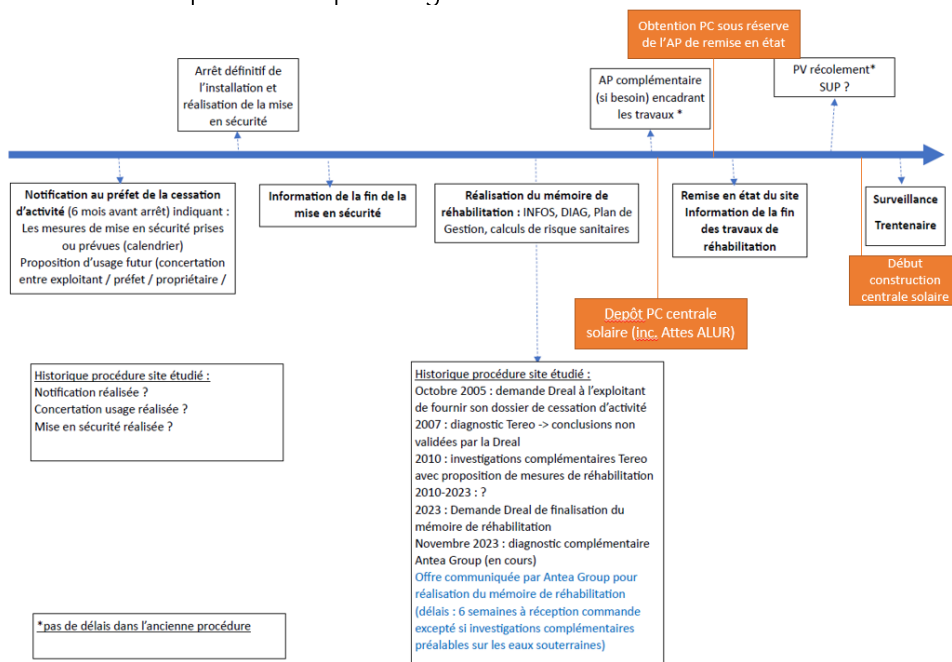 Obtention PC sous réserve
de l'AP de remise en état
Arrêt définitif de
l'installation et
réalisation de la mise
en sécurité
AP complémentaire
(si besoin) encadrant
les travaux *
PV récolement*
SUP ?
Notification au préfet de la cessation
d'activité (6 mois avant arrêt) indiquant :
Les mesures de mise en sécurité prises
ou prévues (calendrier)
Proposition d'usage futur (concertation
entre exploitant / préfet / propriétaire /
Information de la fin de la
mise en sécurité
Réalisation du mémoire de
réhabilitation : INFOS, DIAG, Plan de
Gestion, calculs de risque sanitaires
Remise en état du site
Information de la fin
des travaux de
réhabilitation
Surveillance
Trentenaire
Début
construction
centrale solaire
Depôt PC centrale
solaire (inc. Attes ALUR)
Historique procédure site étudié :
Notification réalisée ?
Concertation usage réalisée ?
Mise en sécurité réalisée ?
Historique procédure site étudié :
Octobre 2005 : demande Dreal à l'exploitant
de fournir son dossier de cessation d'activité
2007 : diagnostic Tereo -> conclusions non
validées par la Dreal
2010 : investigations complémentaires Tereo
avec proposition de mesures de réhabilitation
2010-2023 : ?
2023 : Demande Dreal de finalisation du
mémoire de réhabilitation
Novembre 2023 : diagnostic complémentaire
Antea Group (en cours)
Offre communiquée par Antea Group pour
réalisation du mémoire de réhabilitation
(délais : 6 semaines à réception commande
excepté si investigations complémentaires
préalables sur les eaux souterraines)
*pas de délais dans l'ancienne procédure